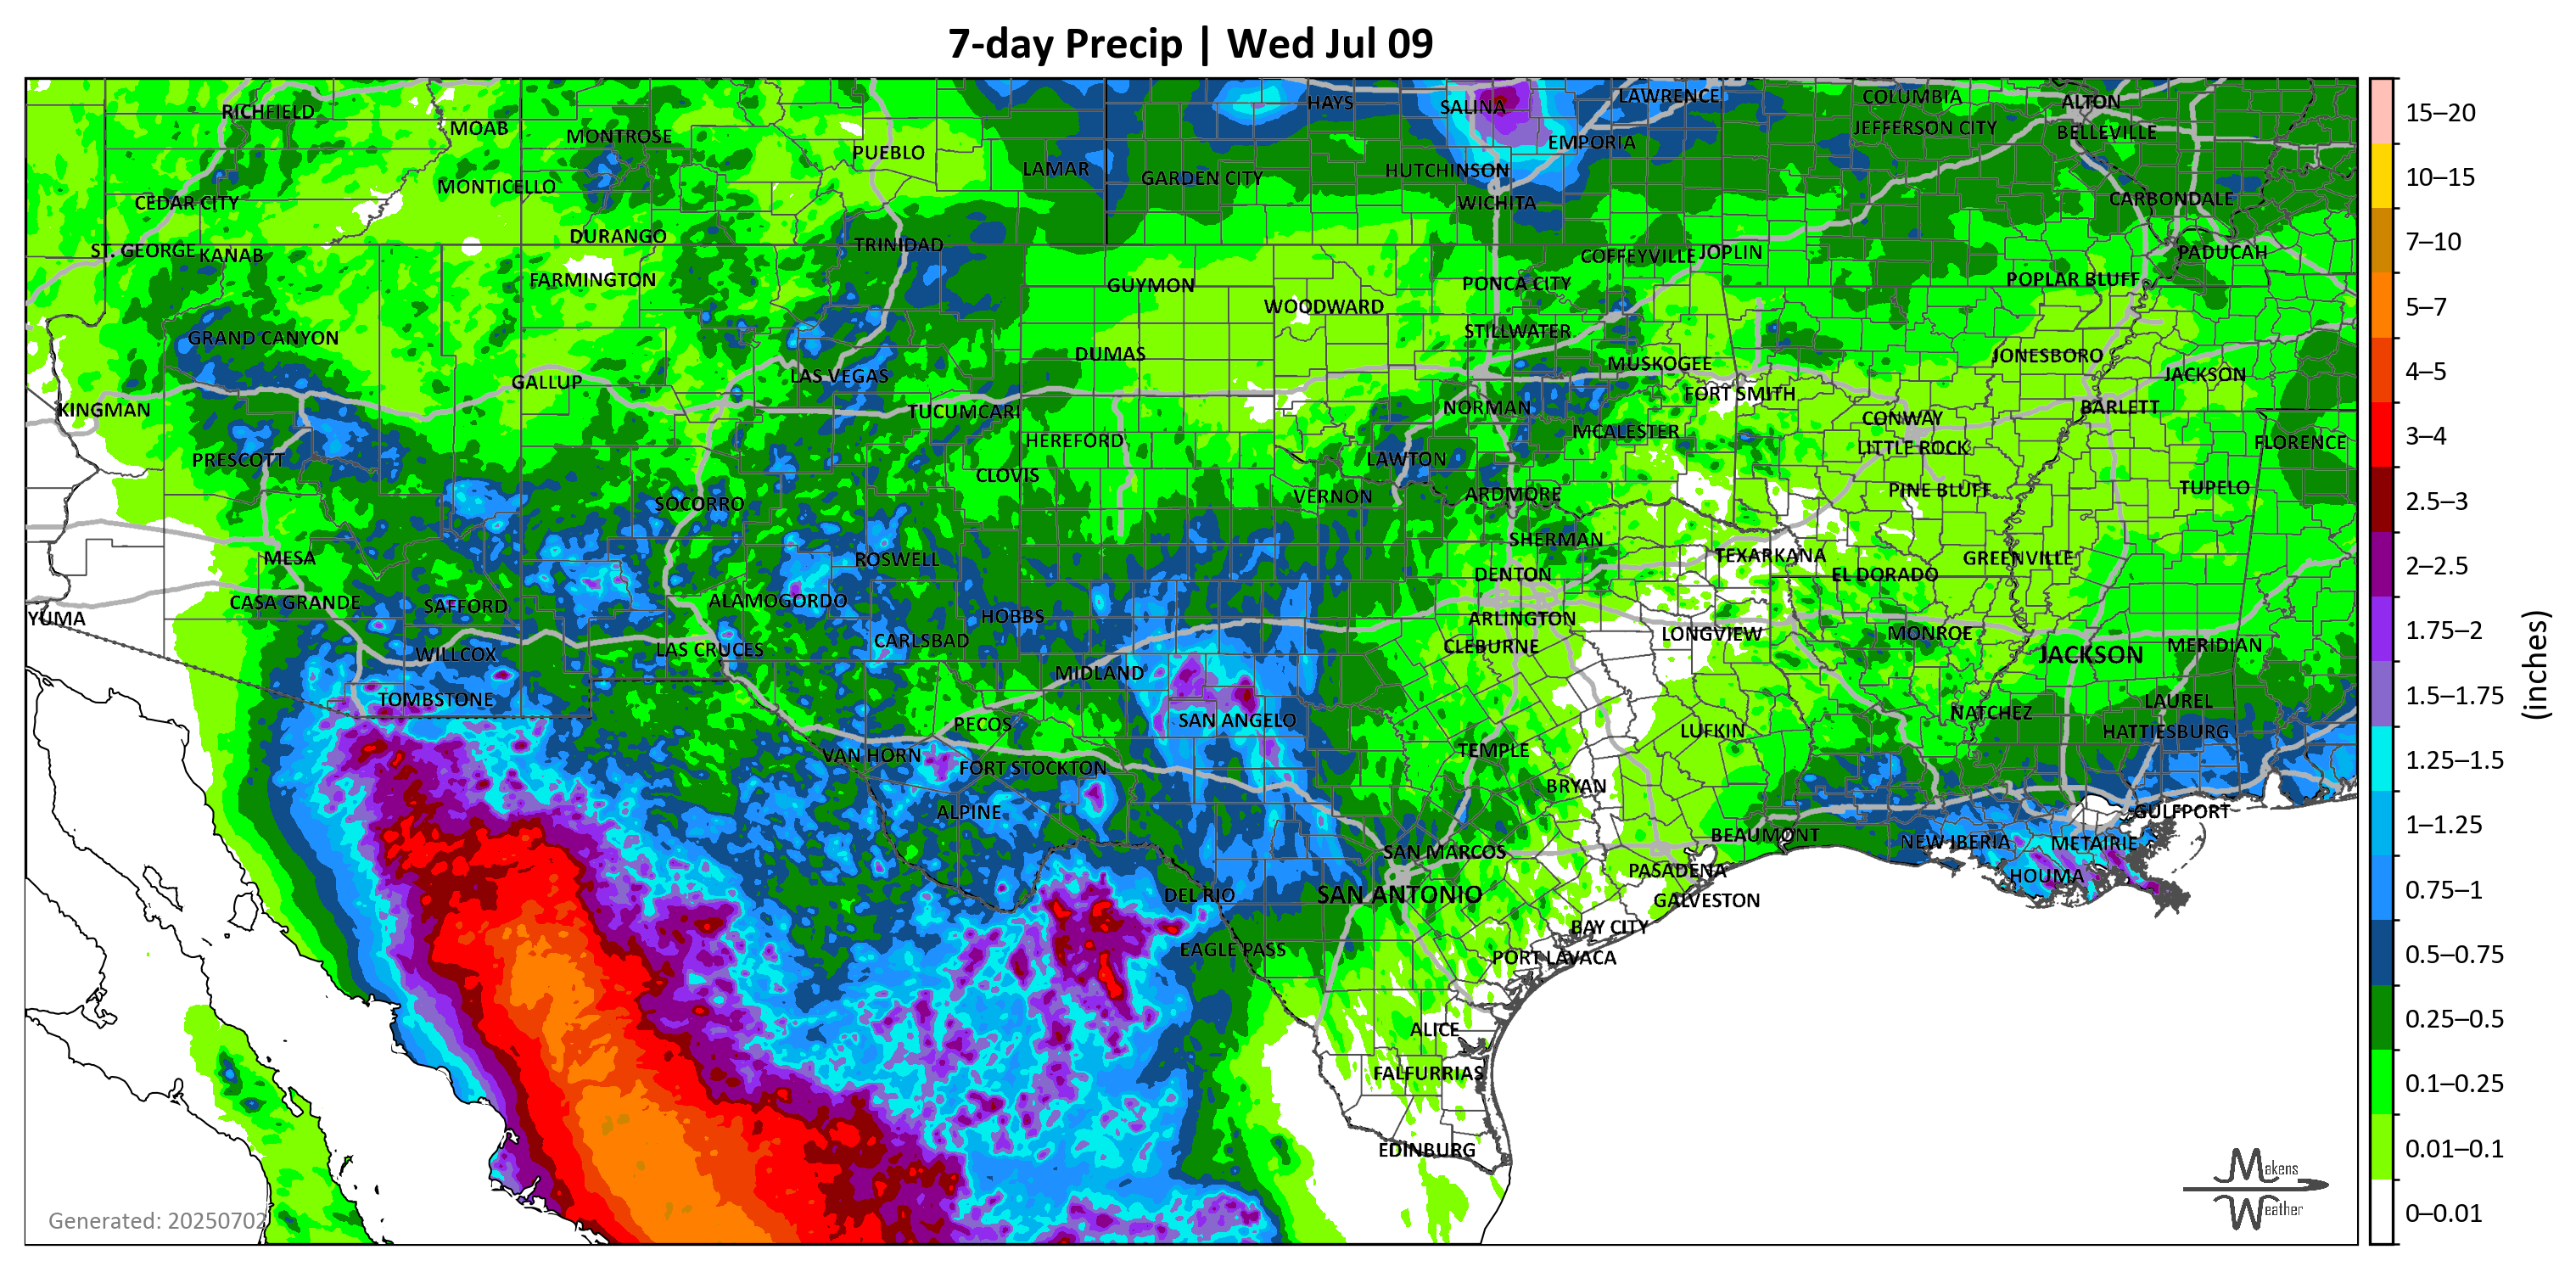 7-day Precip | Wed Jul 09
RICHFIELD
MOAB
MONTROSE
PUEBLO
LAMAR
GARDEN CITY
HAYS
SALINA
LAWRENCE
COLUMBIA
ALTON
JEFFERSON CITY
BELLEVILLE
EMPORIA
HUTCHINSON
WICHITA
CARBONDALE
CEDAR CITY
MONTICELLO
DURANGO
TRINIDAD
ST. GEORGE
KANAB
FARMINGTON
GUYMON
WOODWARD
PONCA CITY
COFFEYVILLE
JOPLIN
POPLAR BLUFF
PADUCAH
GRAND CANYON
DUMAS
STILLWATER
MUSKOGEE
JONESBORO
JACKSON
KINGMAN
GALLUP
LAS VEGAS
TUCUMCARI
NORMAN
FORT SMITH
CONWAY
BARLETT
PRESCOTT
HEREFORD
CLOVIS
LAWTON
MCALESTER
LITTLE ROCK
FLORENCE
SOCORRO
VERNON
ARDMORE
PINE BLUFF
TUPELO
MESA
ROSWELL
SHERMAN
TEXARKANA
GREENVILLE
DENTON
EL DORADO
YUMA
CASA GRANDE
SAFFORD
ALAMOGORDO
HOBBS
ARLINGTON
WILLCOX
LAS CRUCES
CARLSBAD
CLEBURNE
LONGVIEW
MONROE
JACKSON
MERIDIAN
TOMBSTONE
MIDLAND
SAN ANGELO
PECOS
NATCHEZ
LAUREL
HATTIESBURG
VAN HORN
FORT STOCKTON
TEMPLE
LUFKIN
BRYAN
ALPINE
GULFPORT
BEAUMONT
NEW IBERIA
METAIRIE
SAN MARCOS
PASADENA
HOUMA
DEL RIO
SAN ANTONIO
GALVESTON
EAGLE PASS
BAY CITY
PORT LAVACA
ALICE
FALFURRIAS
EDINBURG
Generated: 20250702
Makens
Weather
15–20
10–15
7–10
5–7
4–5
3–4
2.5–3
2–2.5
1.75–2
1.5–1.75
1.25–1.5
1–1.25
0.75–1
0.5–0.75
0.25–0.5
0.1–0.25
0.01–0.1
0–0.01
(inches)